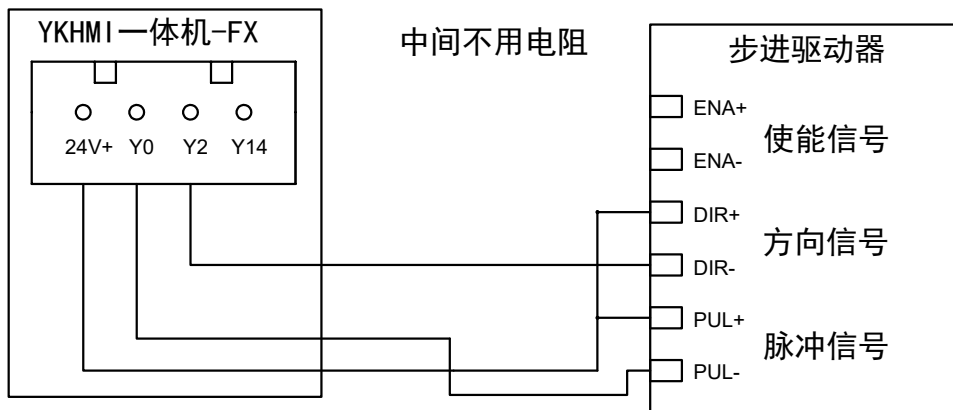 YKHMI一体机-FX
中间不用电阻
步进驱动器
24V+ Y0 Y2 Y14
ENA+
使能信号
ENA-
DIR+
方向信号
DIR-
PUL+
脉冲信号
PUL-